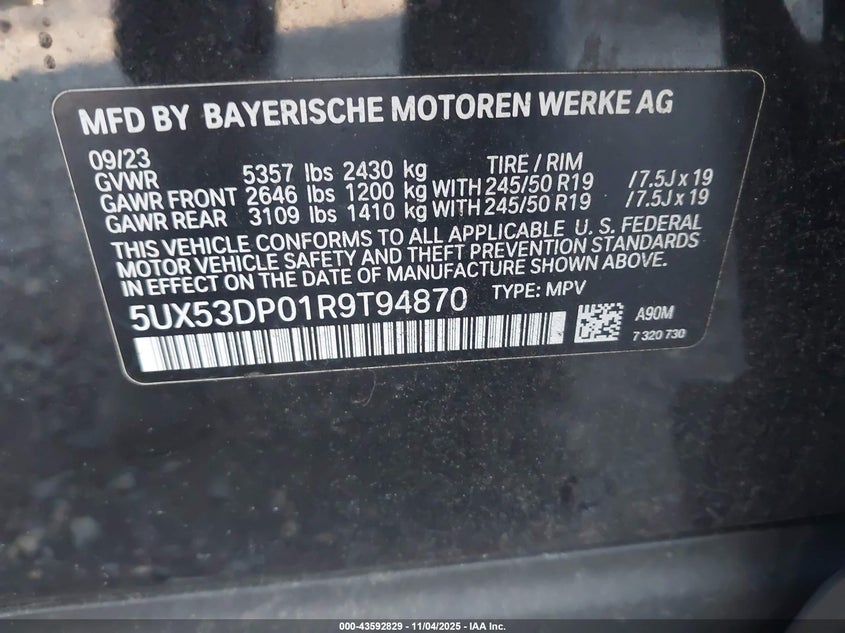 MFD BY BAYERISCHE MOTOREN WERKE AG
09/23
GVWR 5357 lbs 2430 kg TIRE / RIM
GAWR FRONT 2646 lbs 1200 kg WITH 245/50 R19 /7.5J x 19
GAWR REAR 3109 lbs 1410 kg WITH 245/50 R19 /7.5J x 19
THIS VEHICLE CONFORMS TO ALL APPLICABLE U. S. FEDERAL
MOTOR VEHICLE SAFETY AND THEFT PREVENTION STANDARDS
IN EFFECT ON THE DATE OF MANUFACTURE SHOWN ABOVE.
5UX53DP01R9T94870 TYPE: MPV
A90M
7 320 730
000-43592829 - 11/04/2025 - IAA Inc.